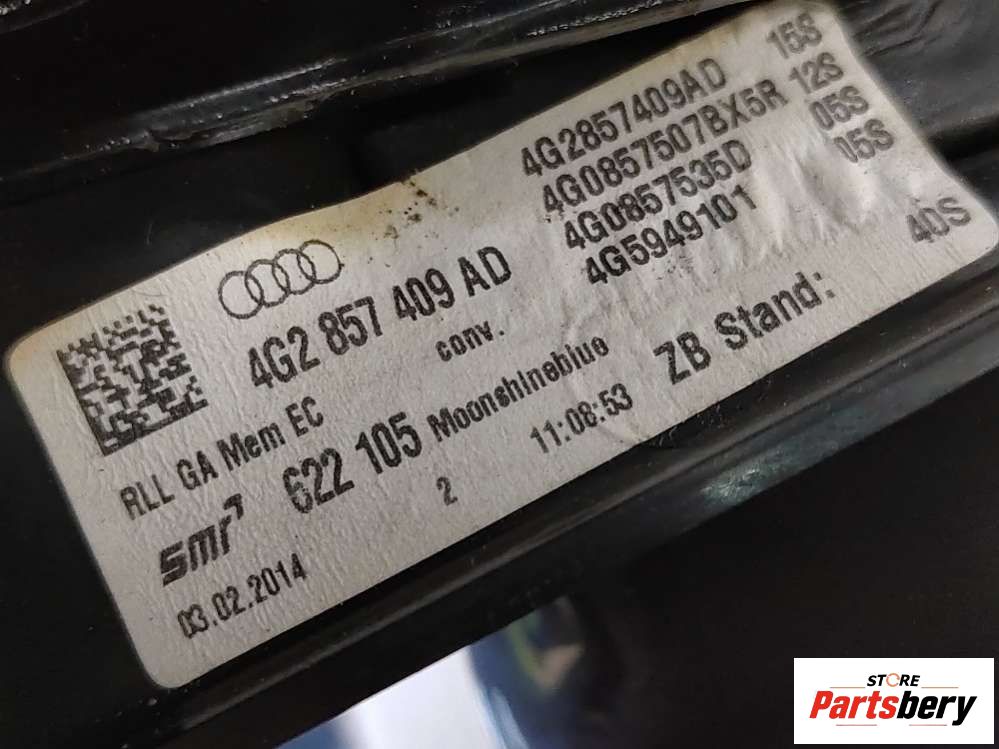 4G2857409AD 15S
4G0857507BX5R 12S
4G0857535D 05S
4G5949101 05S
4G2 857 409 AD
conv.
40S
RLL GA Mem EC
622 105 Moonshineblue
ZB Stand:
smr
2
11:08:53
03.02.2014
STORE
Partsbery